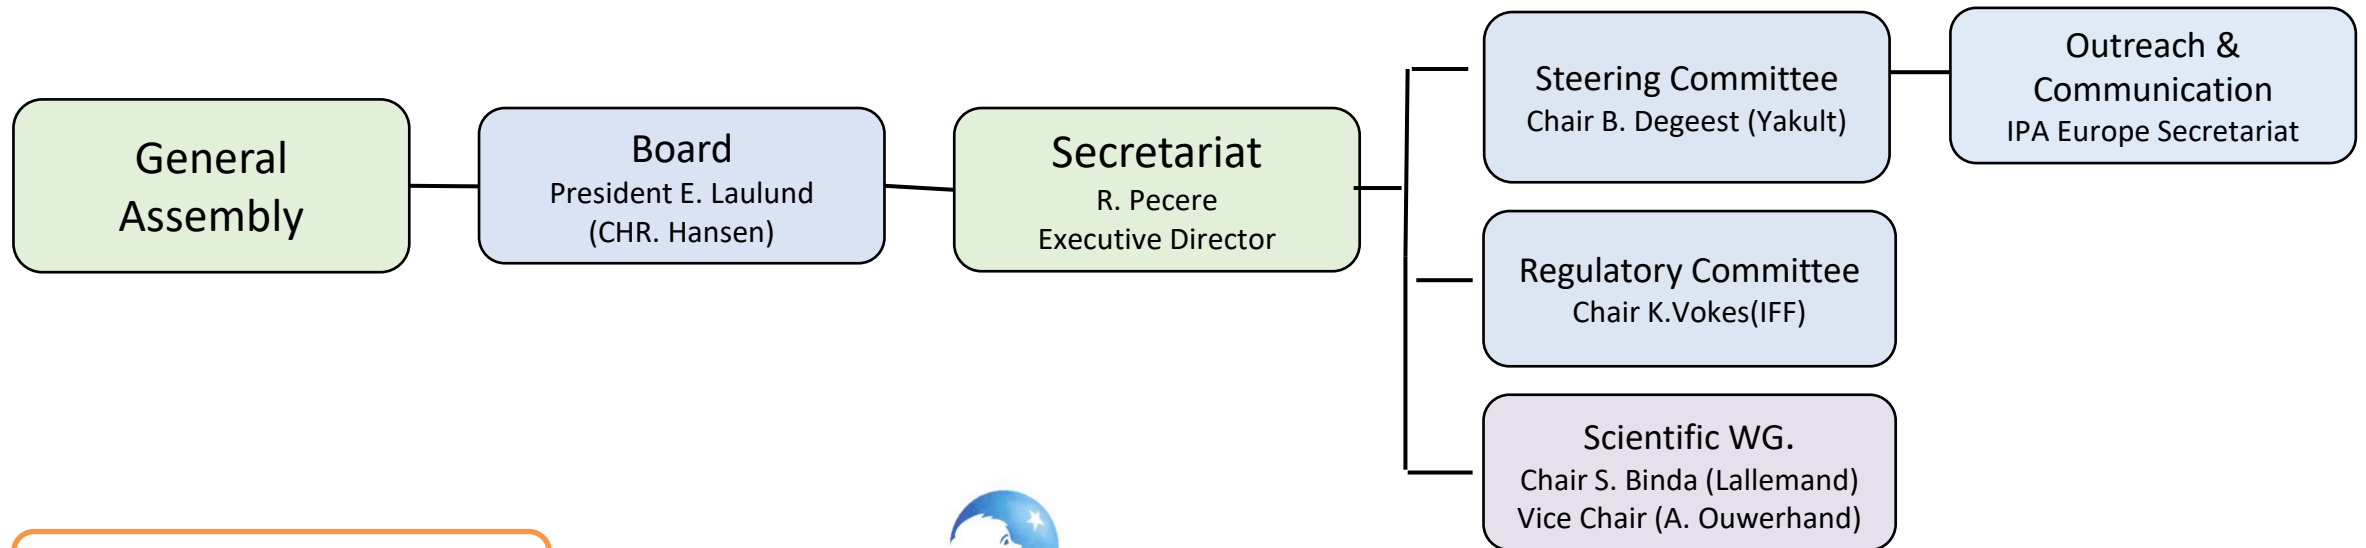 General
Assembly
Board
President E. Laulund
(CHR. Hansen)
Secretariat
R. Pecere
Executive Director
Steering Committee
Chair B. Degeest (Yakult)
Outreach &
Communication
IPA Europe Secretariat
Regulatory Committee
Chair K.Vokes(IFF)
Scientific WG.
Chair S. Binda (Lallemand)
Vice Chair (A. Ouwerhand)